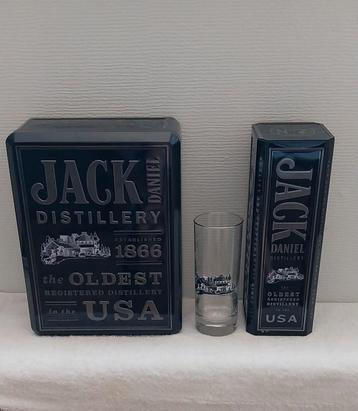 JACK
DANIEL
DISTILLERY
ESTABLISHED
1866
the OLDEST
REGISTERED DISTILLERY
in the USA
JACK
DANIEL
DISTILLERY
the
OLDEST
REGISTERED
DISTILLERY
in the
USA